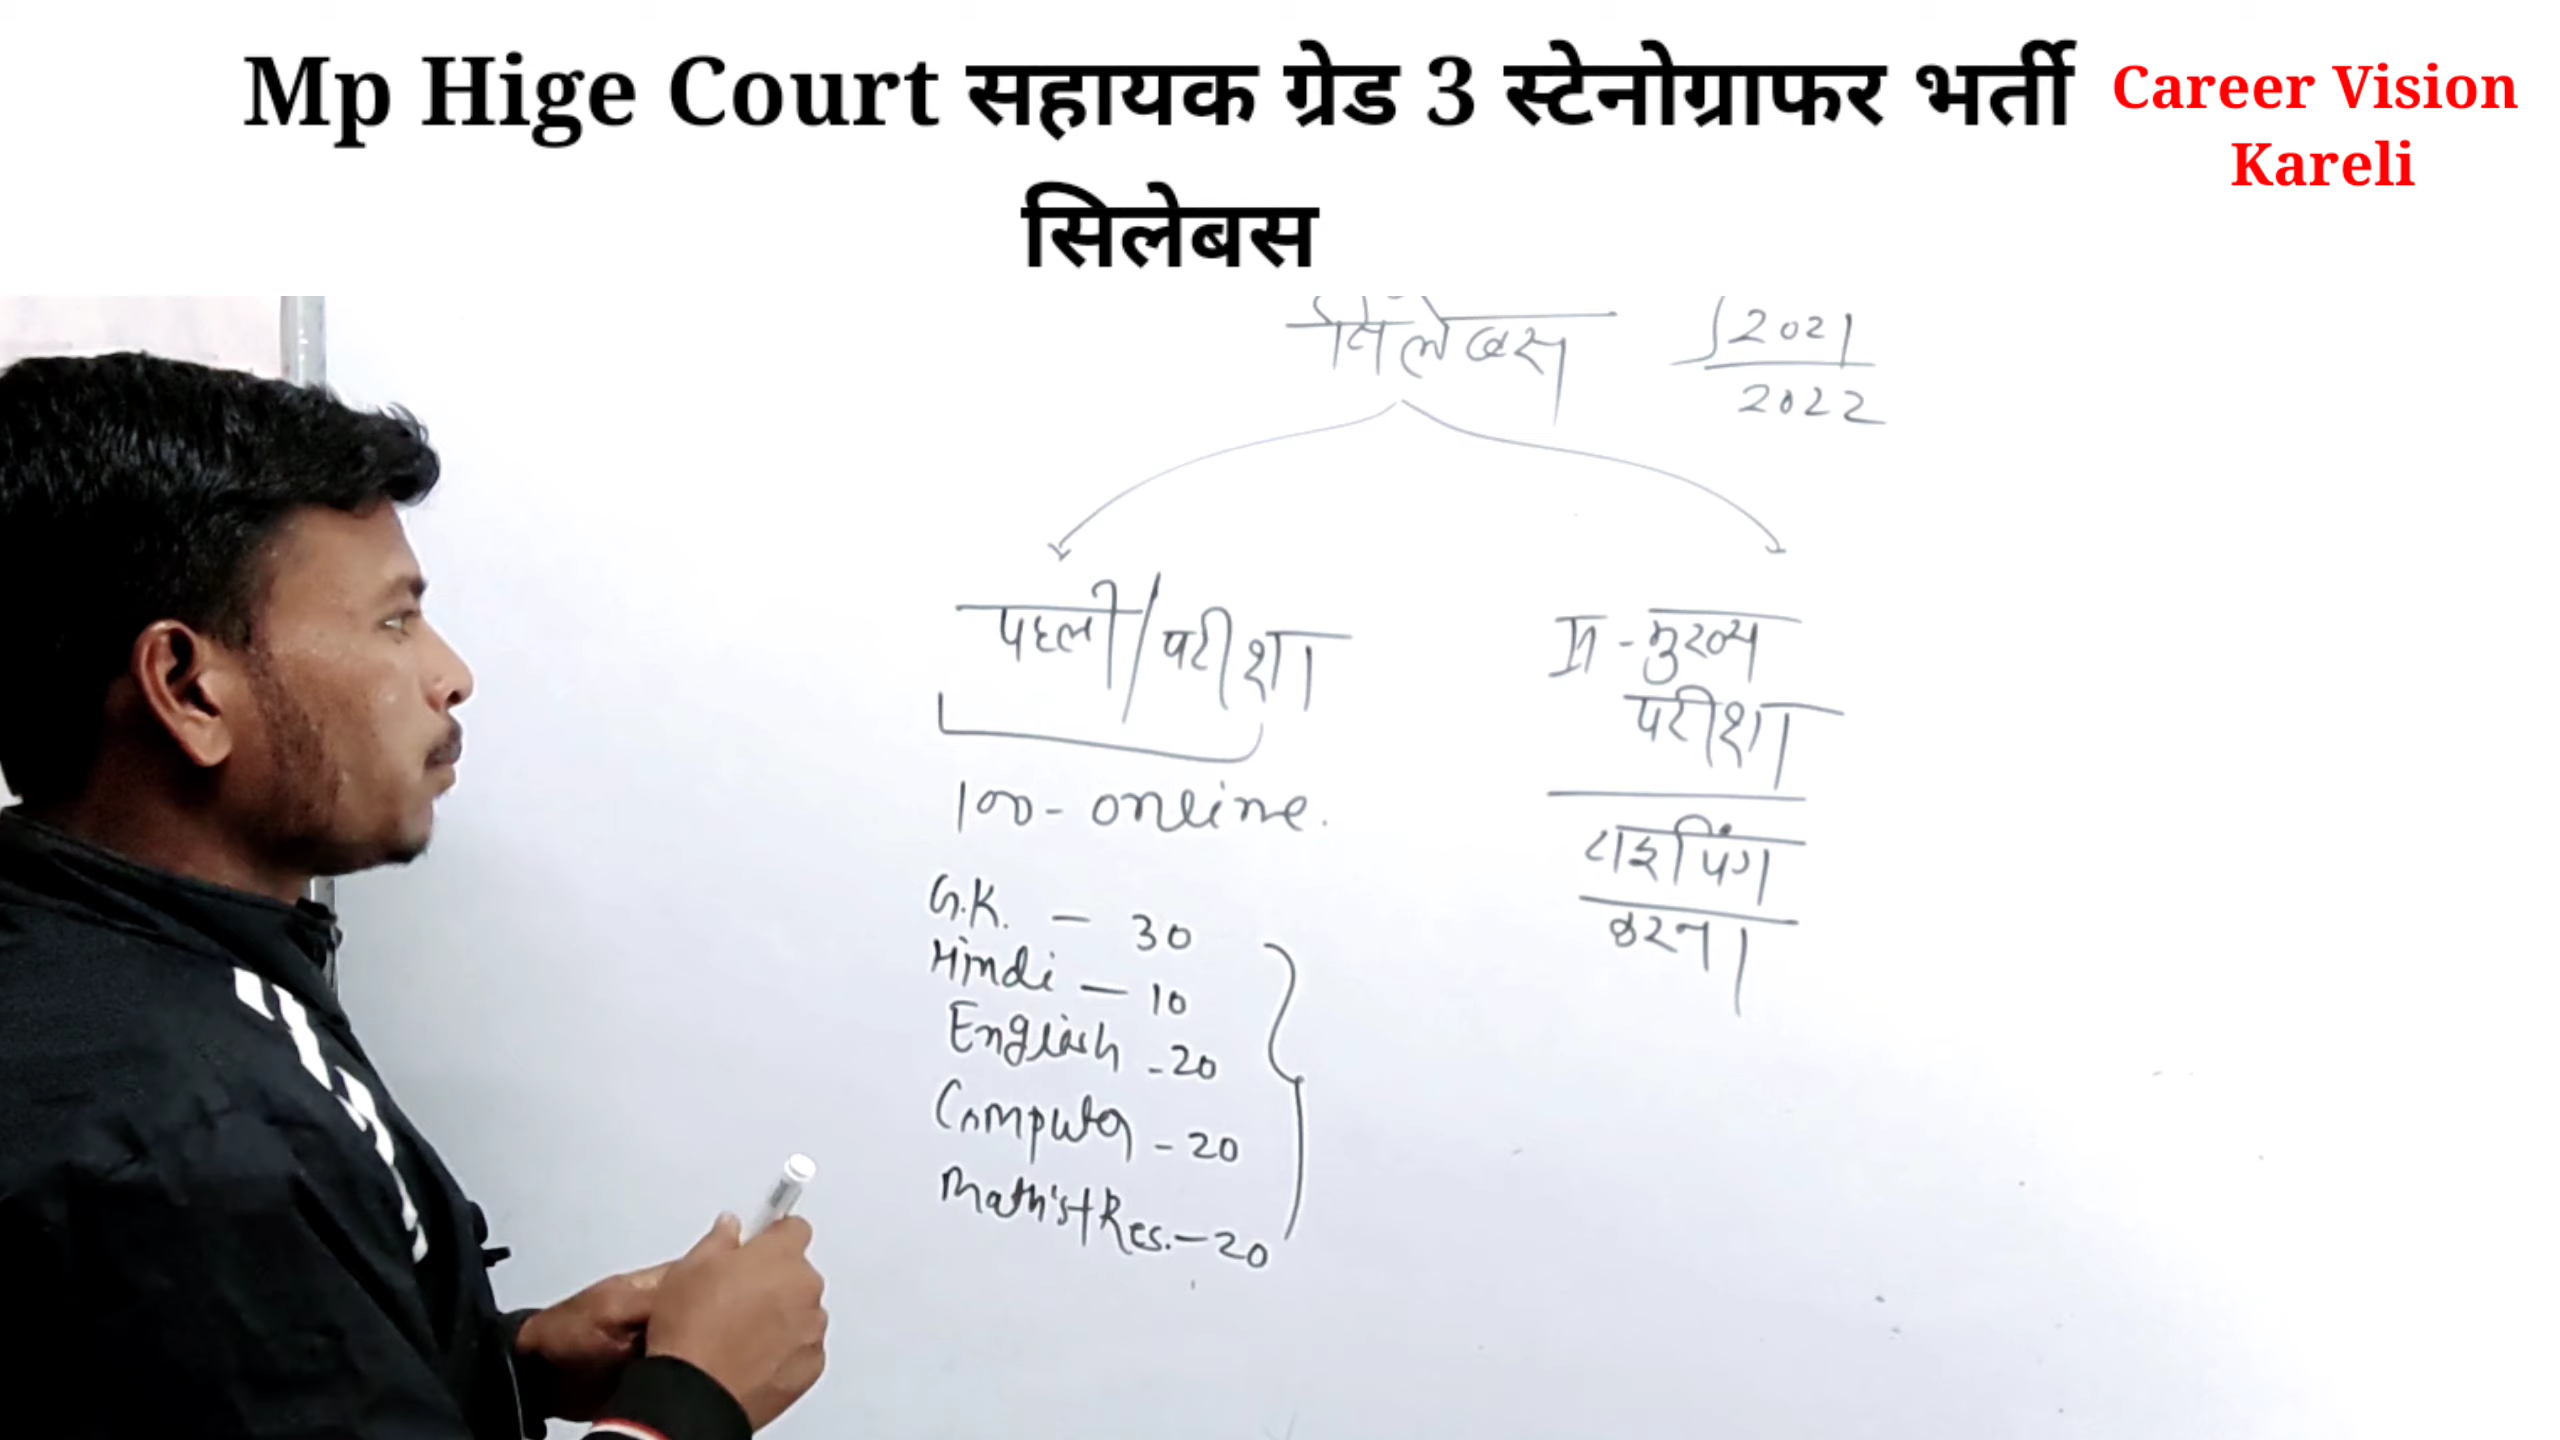 Mp Hige Court सहायक ग्रेड 3 स्टेनोग्राफर भर्ती
सिलेबस
Career Vision
Kareli
सिलेबस
2021
2022
पहली/परीक्षा
100- online.
G.K. - 30
Hindi - 10
English - 20
Computer - 20
Math's+Res. - 20
II - मुख्य
परीक्षा
टाइपिंग
करना